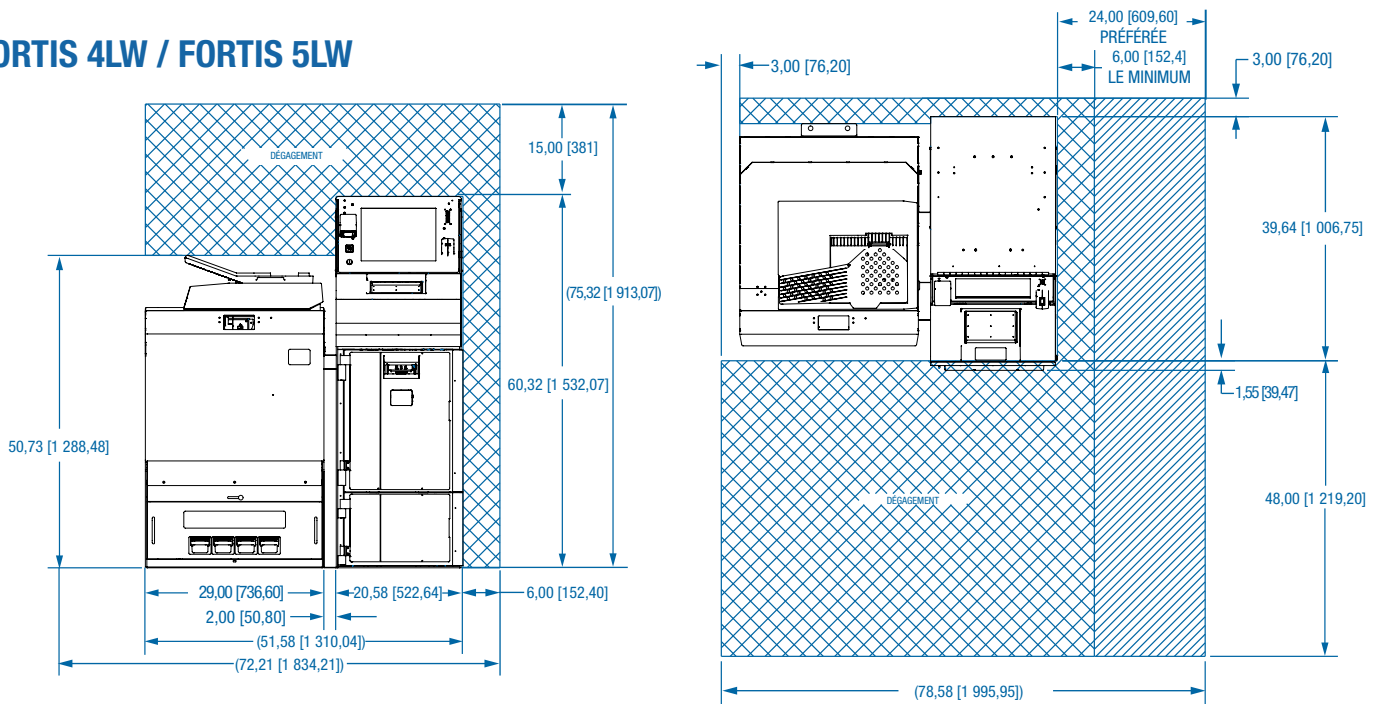 ORTIS 4LW / FORTIS 5LW
DÉGAGEMENT
15,00 [381]
(75,32 [1 913,07])
60,32 [1 532,07]
50,73 [1 288,48]
29,00 [736,60]
20,58 [522,64]
6,00 [152,40]
2,00 [50,80]
(51,58 [1 310,04])
(72,21 [1 834,21])
24,00 [609,60]
PRÉFÉRÉE
6,00 [152,4]
LE MINIMUM
3,00 [76,20]
3,00 [76,20]
39,64 [1 006,75]
1,55 [39,47]
DÉGAGEMENT
48,00 [1 219,20]
(78,58 [1 995,95])